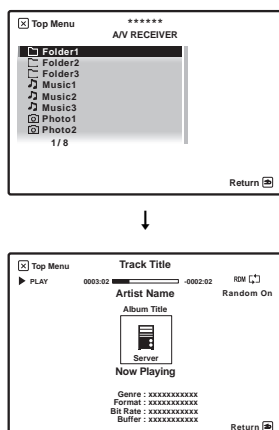 Top Menu
******
A/V RECEIVER
Folder1
Folder2
Folder3
Music1
Music2
Music3
Photo1
Photo2
1 / 8
Return
Top Menu
Track Title
PLAY
0003:02
-0002:02
RDM
Random On
Artist Name
Album Title
Server
Now Playing
Genre : xxxxxxxxxxx
Format : xxxxxxxxxxx
Bit Rate : xxxxxxxxxxx
Buffer : xxxxxxxxxxx
Return